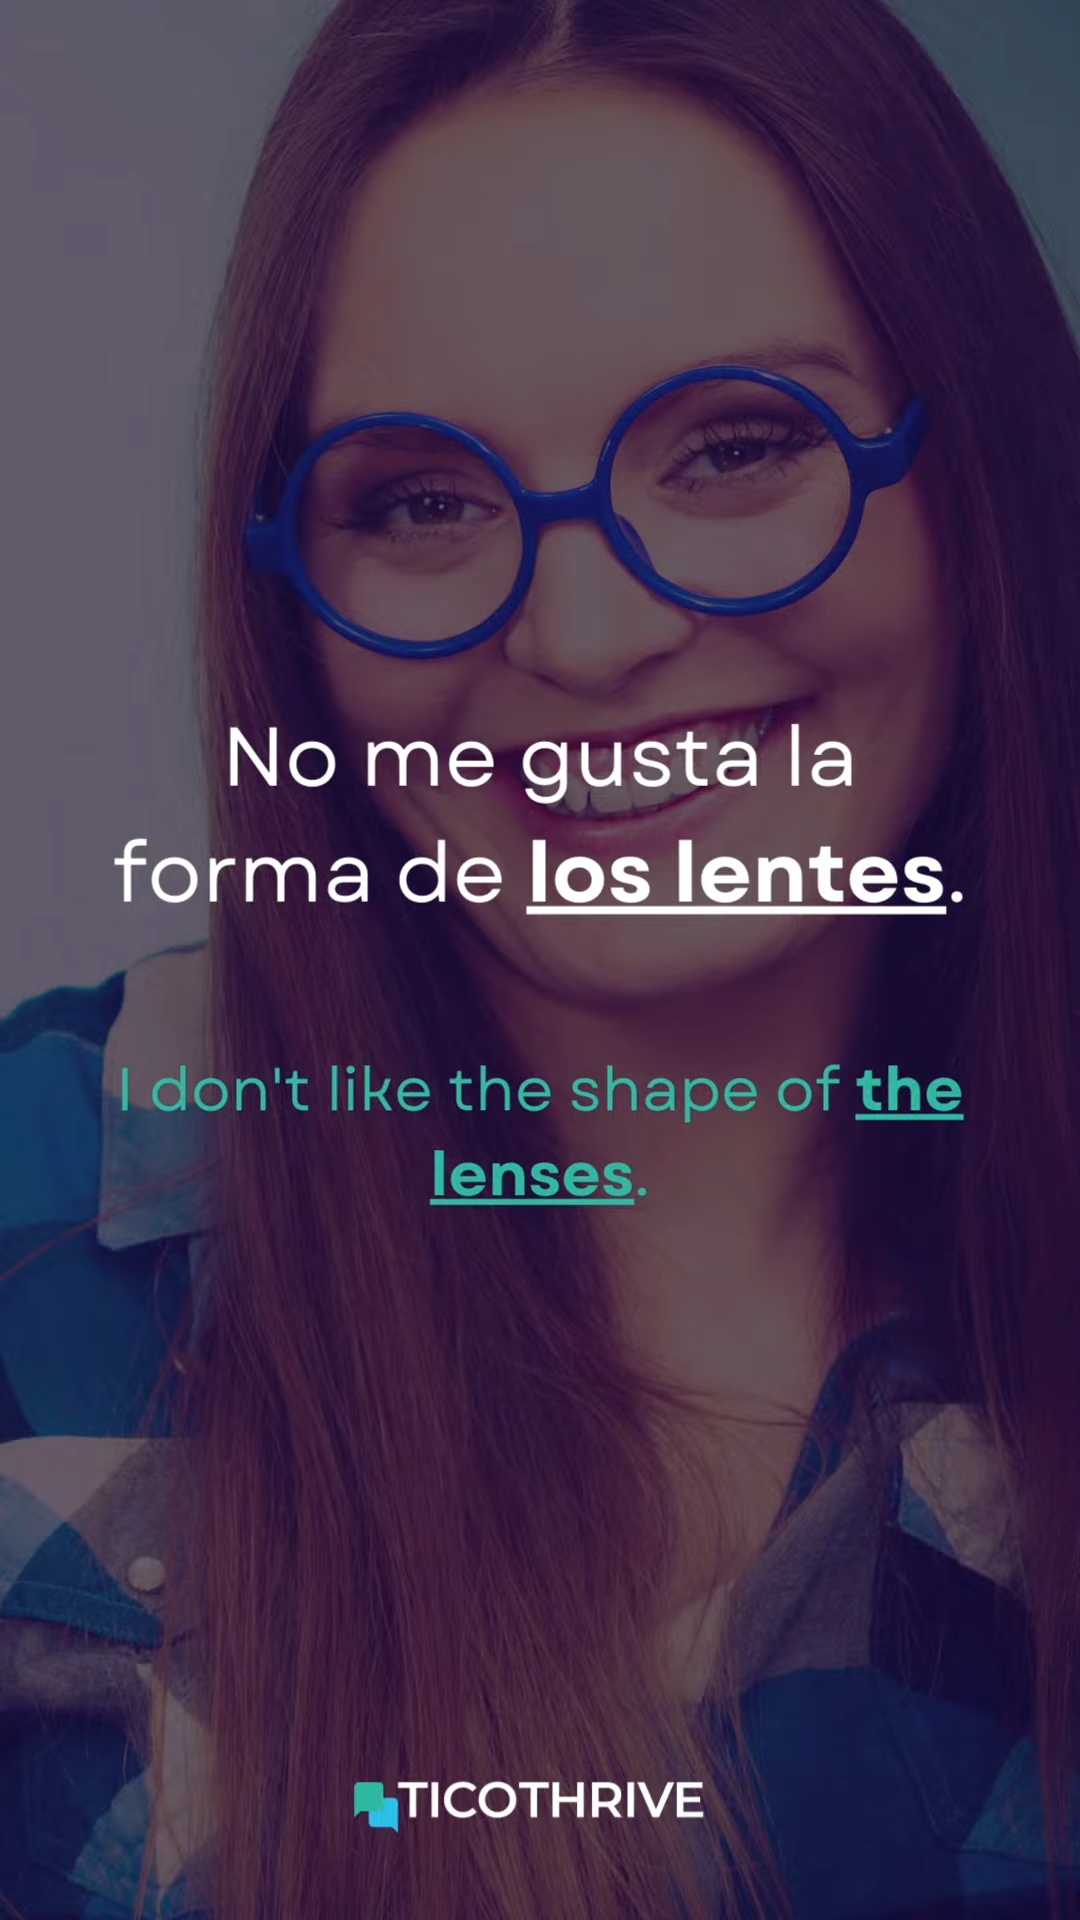 No me gusta la
forma de los lentes.
I don't like the shape of the
lenses.
TICOTHRIVE